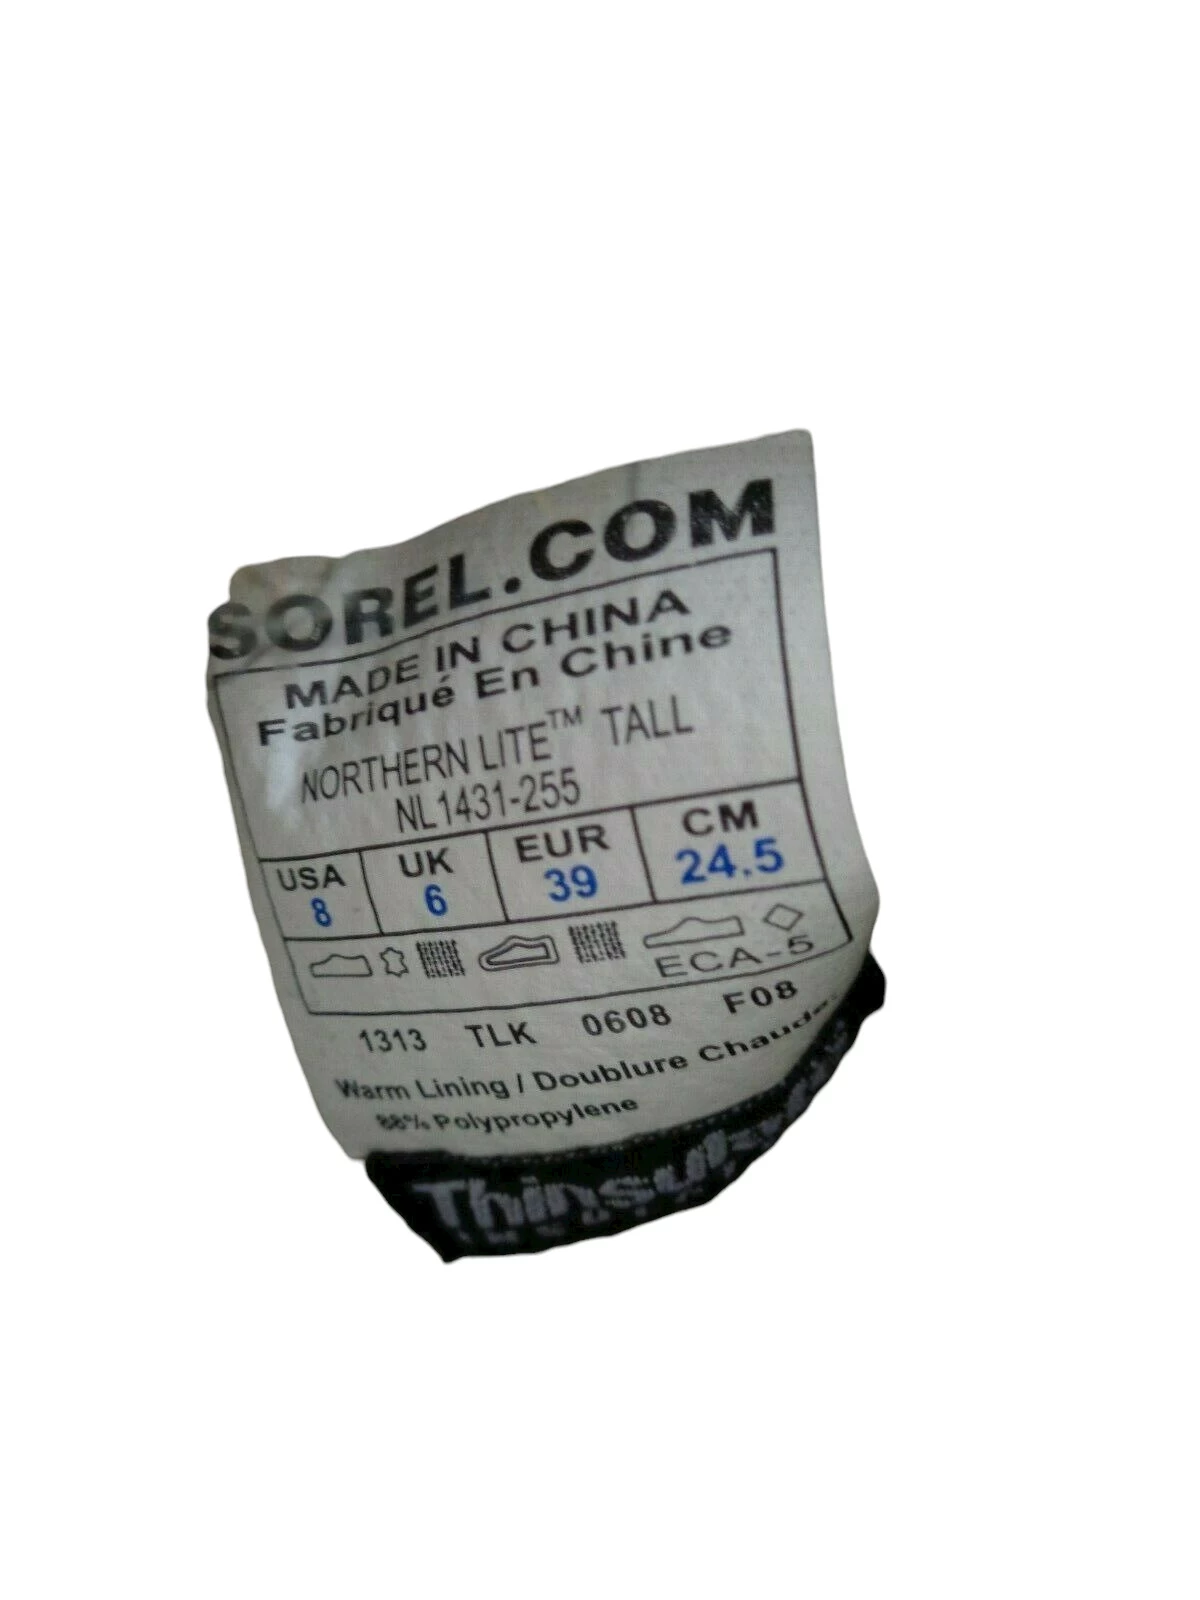 SOREL.COM
MADE IN CHINA
Fabriqué En Chine
NORTHERN LITE™ TALL
NL1431-255
USA UK EUR CM
8 6 39 24.5
ECA-5
1313 TLK 0608 F08
Warm Lining / Doublure Chaude:
88% Polypropylene